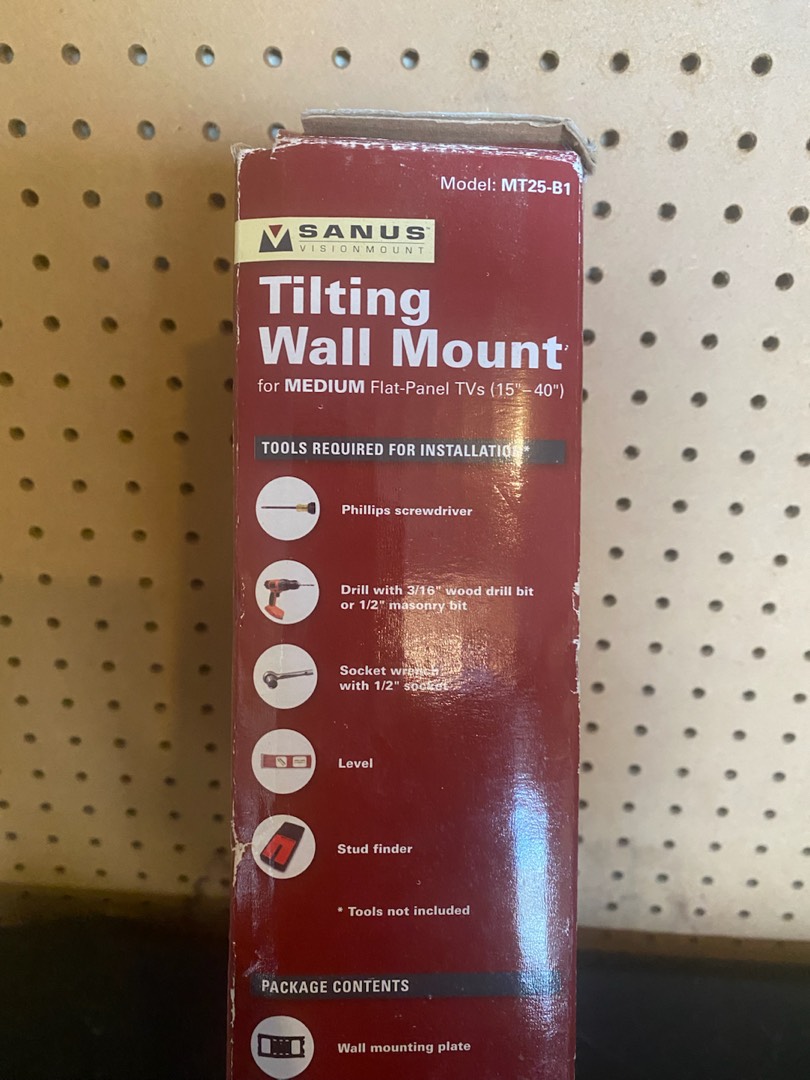 Model: MT25-B1
SANUS™
VISIONMOUNT
Tilting
Wall Mount
for MEDIUM Flat-Panel TVs (15"–40")
TOOLS REQUIRED FOR INSTALLATION*
Phillips screwdriver
Drill with 3/16" wood drill bit
or 1/2" masonry bit
Socket wrench
with 1/2" socket
Level
Stud finder
* Tools not included
PACKAGE CONTENTS
Wall mounting plate